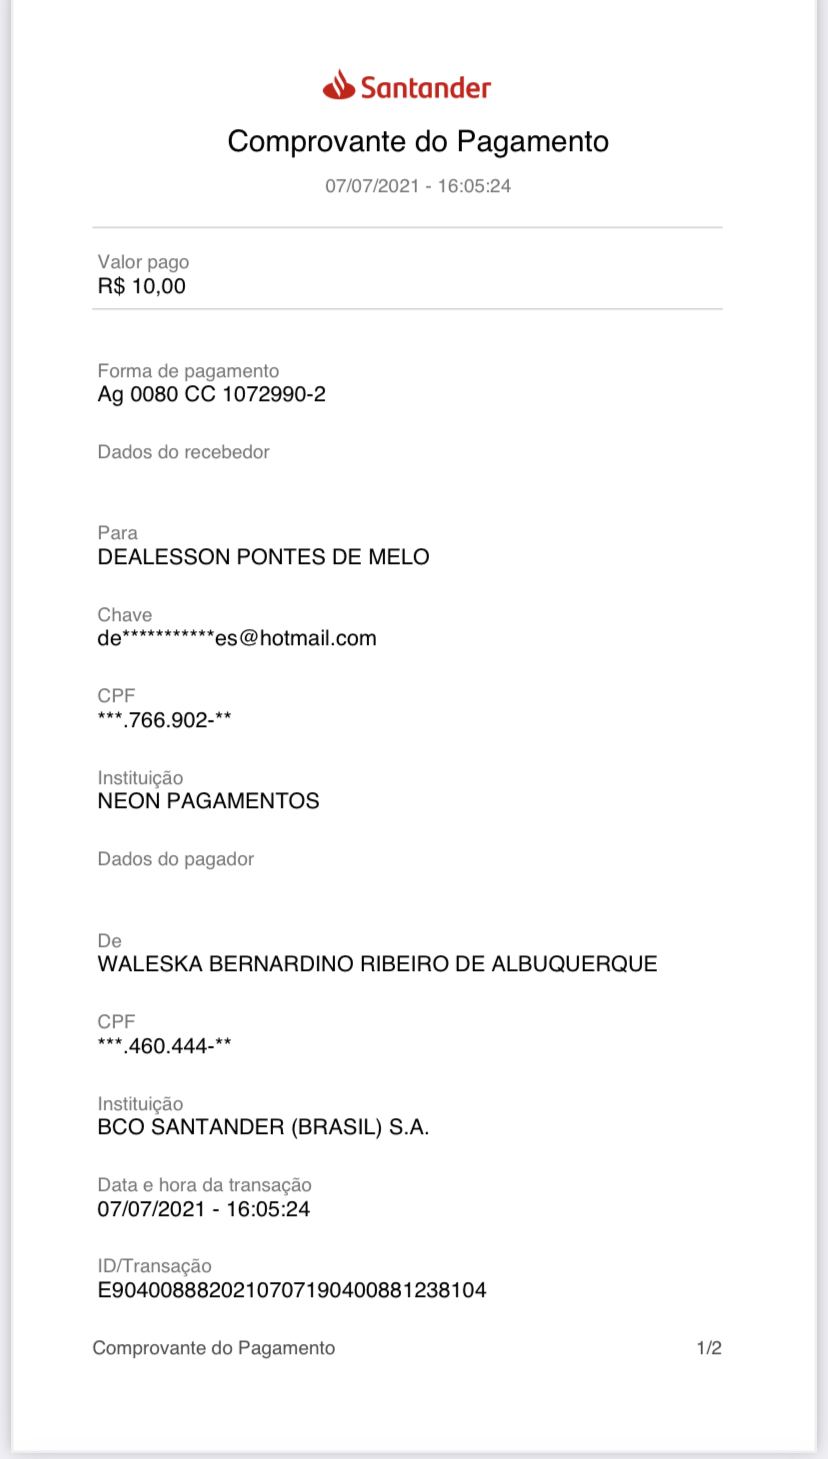 Santander
Comprovante do Pagamento
07/07/2021 - 16:05:24
Valor pago
R$ 10,00
Forma de pagamento
Ag 0080 CC 1072990-2
Dados do recebedor
Para
DEALESSON PONTES DE MELO
Chave
de***********es@hotmail.com
CPF
***.766.902-**
Instituição
NEON PAGAMENTOS
Dados do pagador
De
WALESKA BERNARDINO RIBEIRO DE ALBUQUERQUE
CPF
***.460.444-**
Instituição
BCO SANTANDER (BRASIL) S.A.
Data e hora da transação
07/07/2021 - 16:05:24
ID/Transação
E9040088820210707190400881238104
Comprovante do Pagamento 1/2